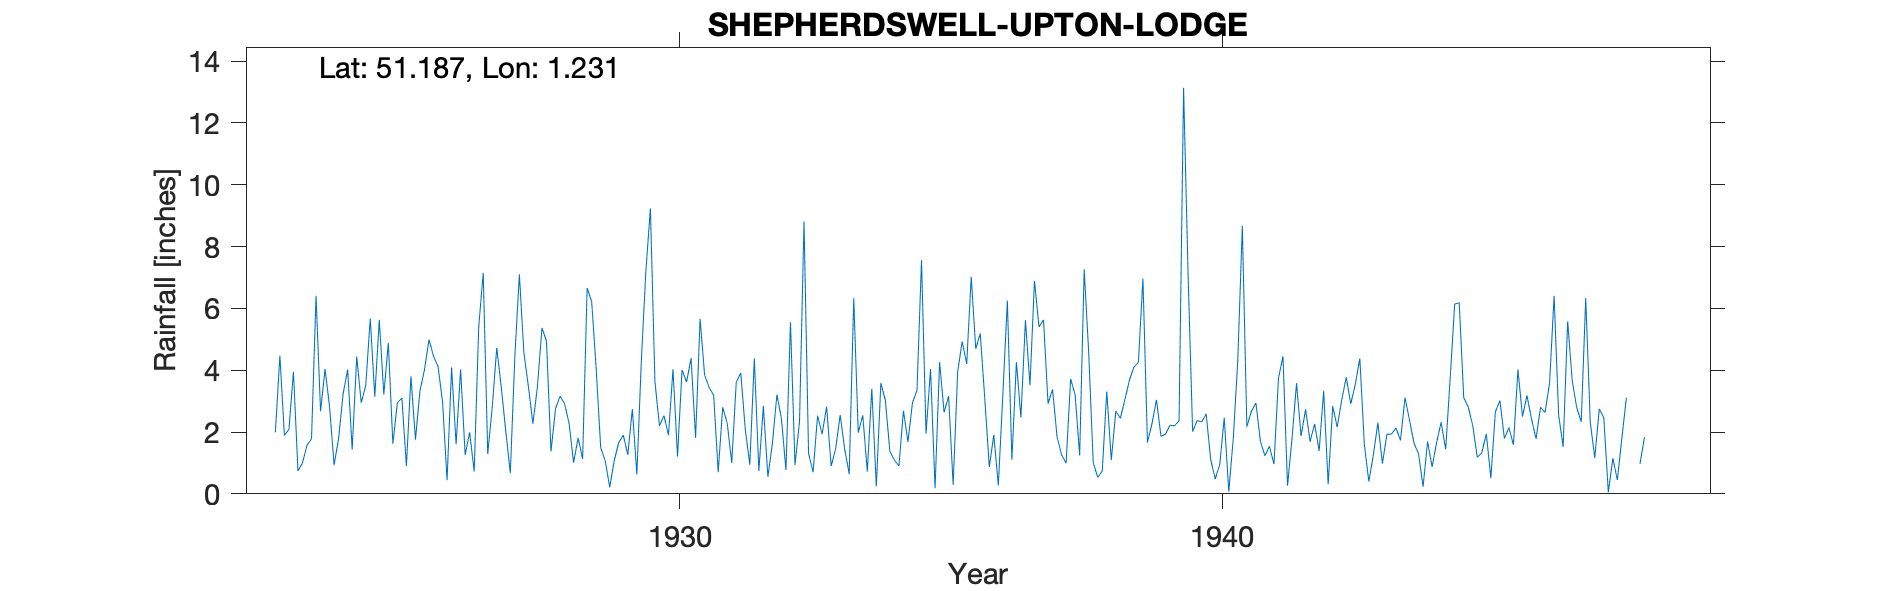 SHEPHERDSWELL-UPTON-LODGE
Lat: 51.187, Lon: 1.231
14
12
10
8
6
4
2
0
Rainfall [inches]
1930
1940
Year